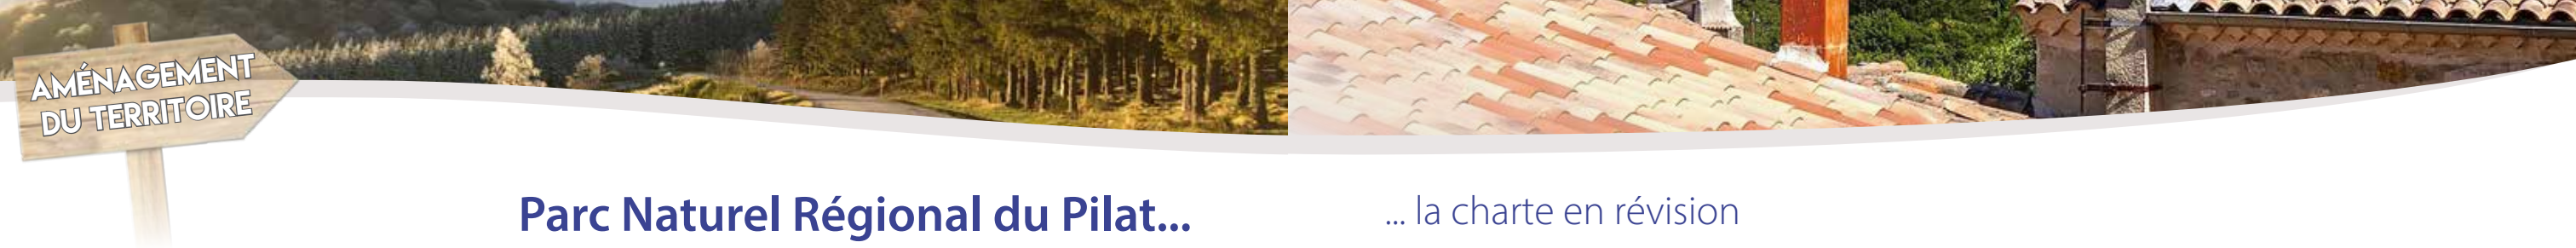 AMÉNAGEMENT
DU TERRITOIRE
Parc Naturel Régional du Pilat... ... la charte en révision